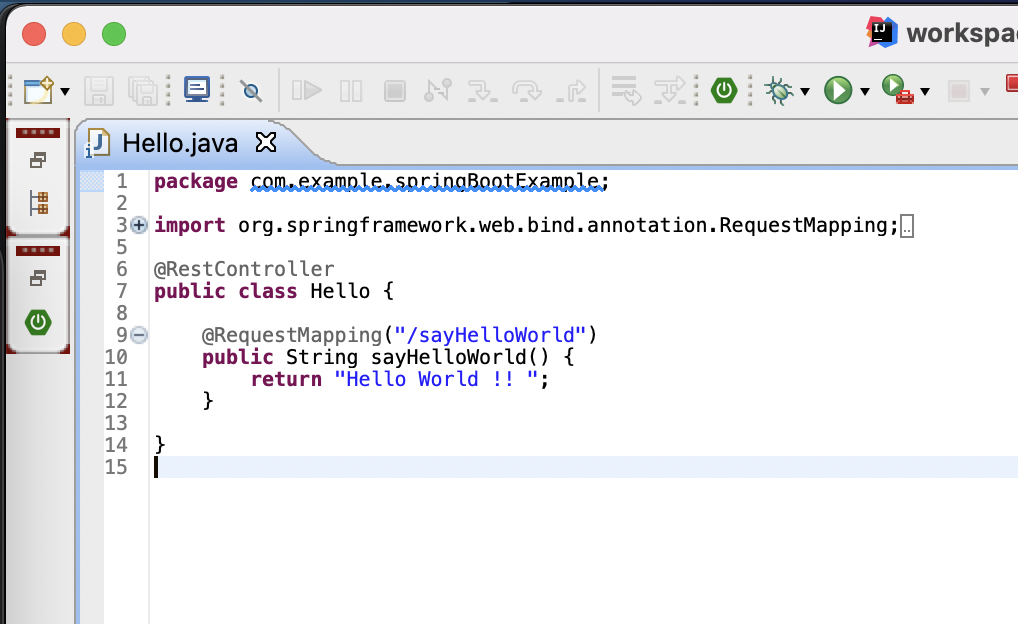 IJ workspa
Hello.java
1 package com.example.springBootExample;
2
3 import org.springframework.web.bind.annotation.RequestMapping;
5
6 @RestController
7 public class Hello {
8
9 @RequestMapping("/sayHelloWorld")
10 public String sayHelloWorld() {
11 return "Hello World !! ";
12 }
13
14 }
15